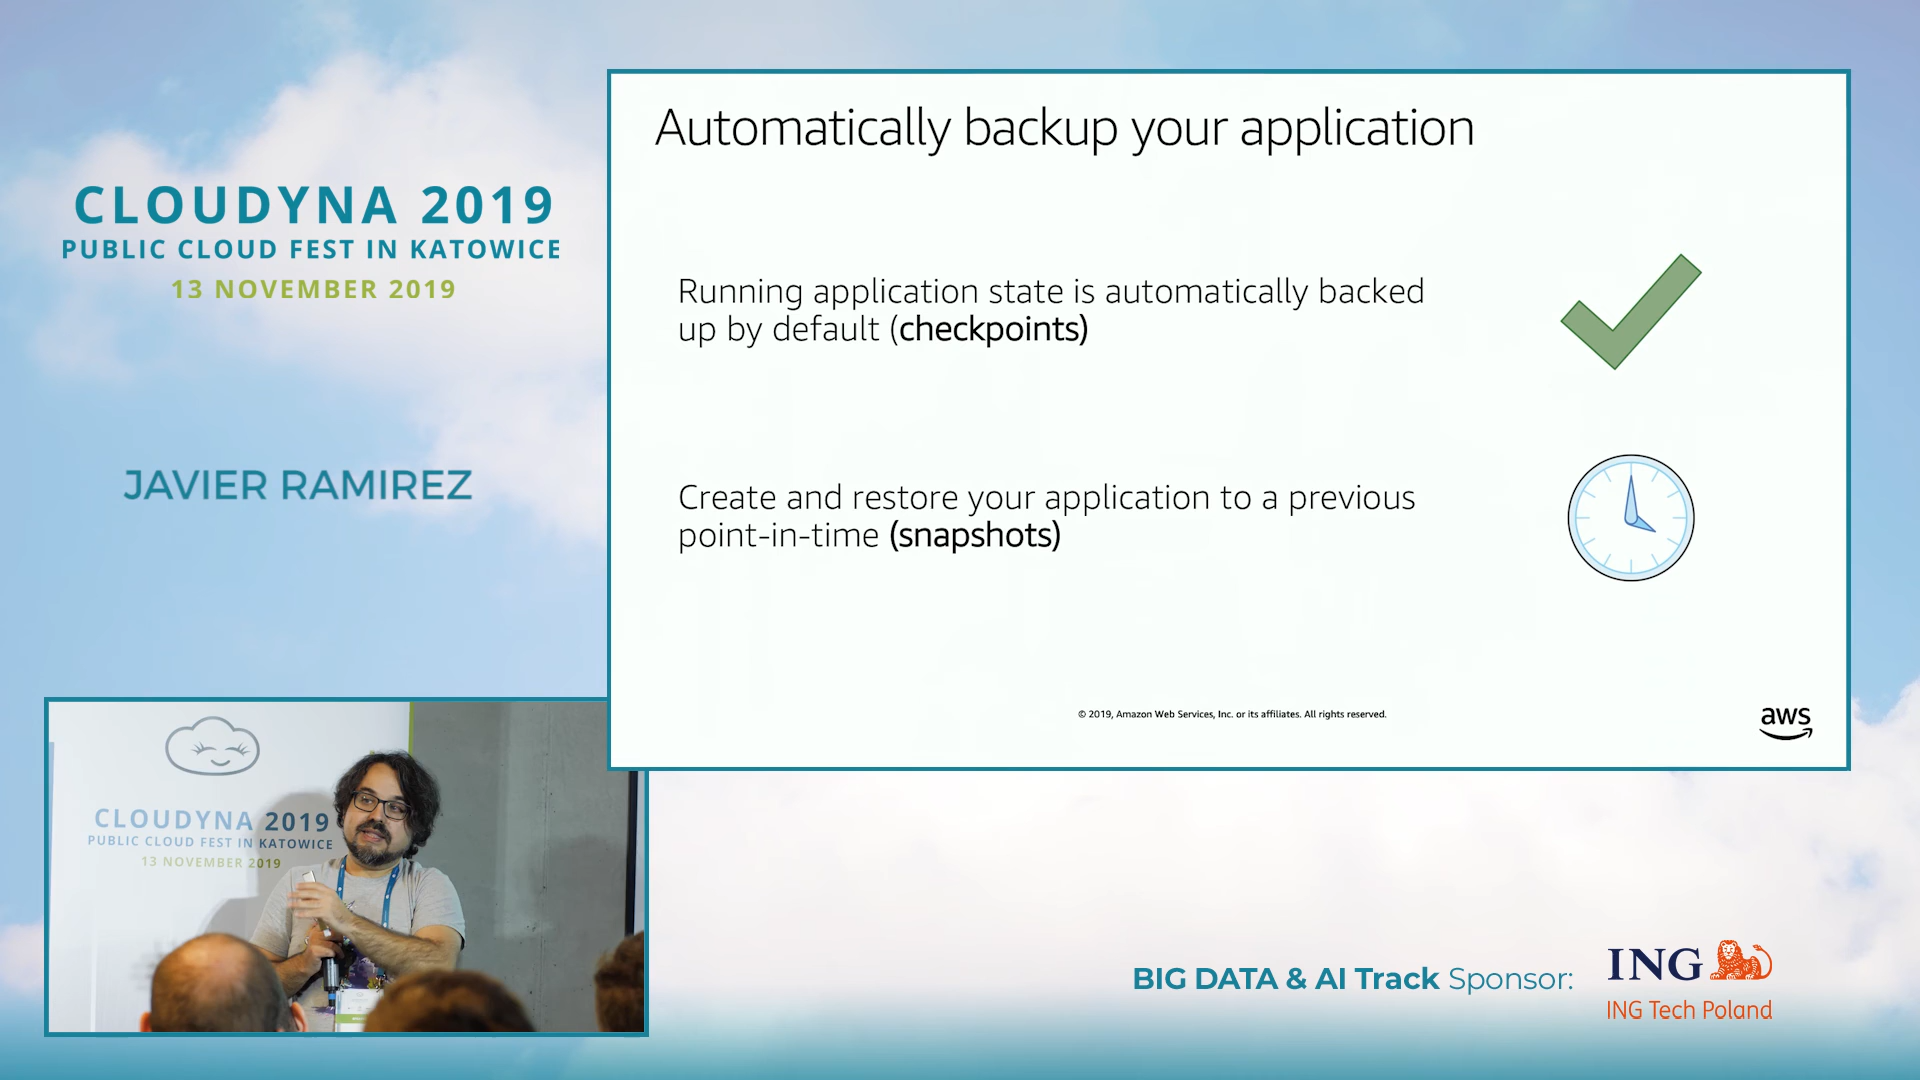 CLOUDYNA 2019
PUBLIC CLOUD FEST IN KATOWICE
13 NOVEMBER 2019
JAVIER RAMIREZ
Automatically backup your application
Running application state is automatically backed
up by default (checkpoints)
Create and restore your application to a previous
point-in-time (snapshots)
© 2019, Amazon Web Services, Inc. or its affiliates. All rights reserved.
aws
CLOUDYNA 2019
PUBLIC CLOUD FEST IN KATOWICE
13 NOVEMBER 2019
BIG DATA & AI Track Sponsor:
ING
ING Tech Poland